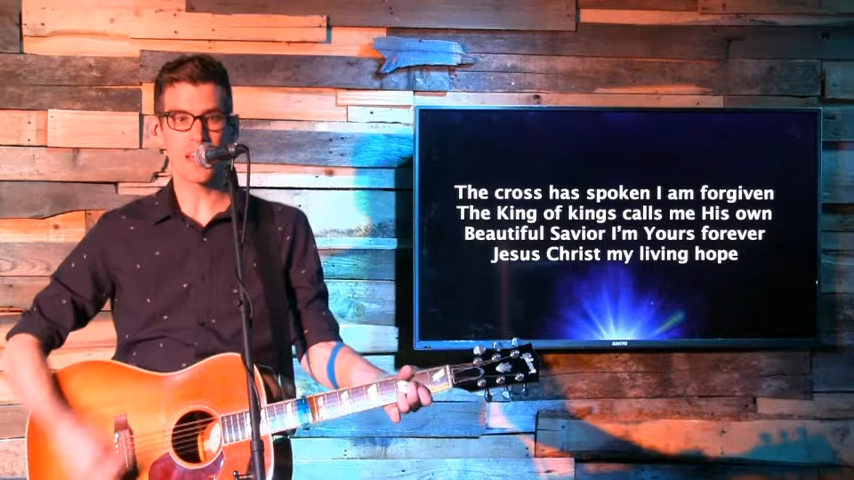 The cross has spoken I am forgiven
The King of kings calls me His own
Beautiful Savior I'm Yours forever
Jesus Christ my living hope
SANYO